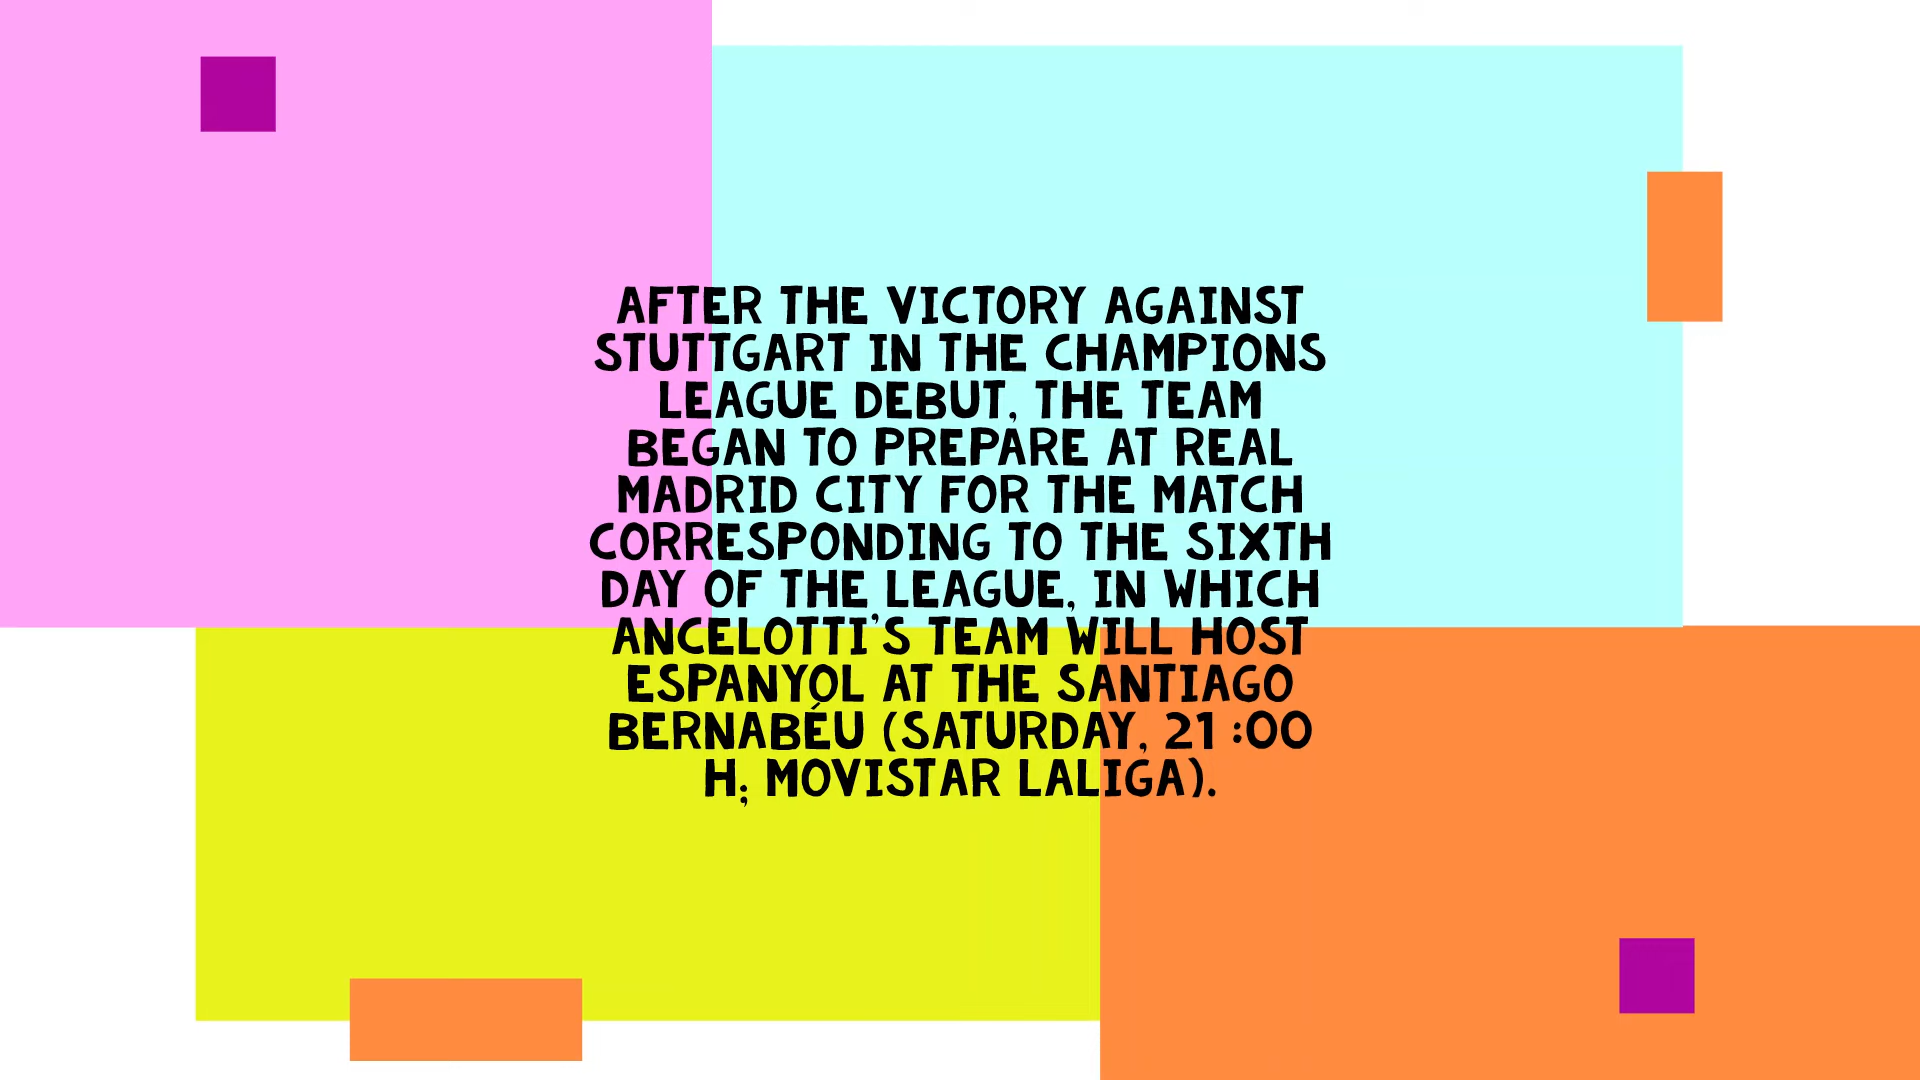 AFTER THE VICTORY AGAINST
STUTTGART IN THE CHAMPIONS
LEAGUE DEBUT, THE TEAM
BEGAN TO PREPARE AT REAL
MADRID CITY FOR THE MATCH
CORRESPONDING TO THE SIXTH
DAY OF THE LEAGUE, IN WHICH
ANCELOTTI'S TEAM WILL HOST
ESPANYOL AT THE SANTIAGO
BERNABÉU (SATURDAY, 21 :00
H; MOVISTAR LALIGA).